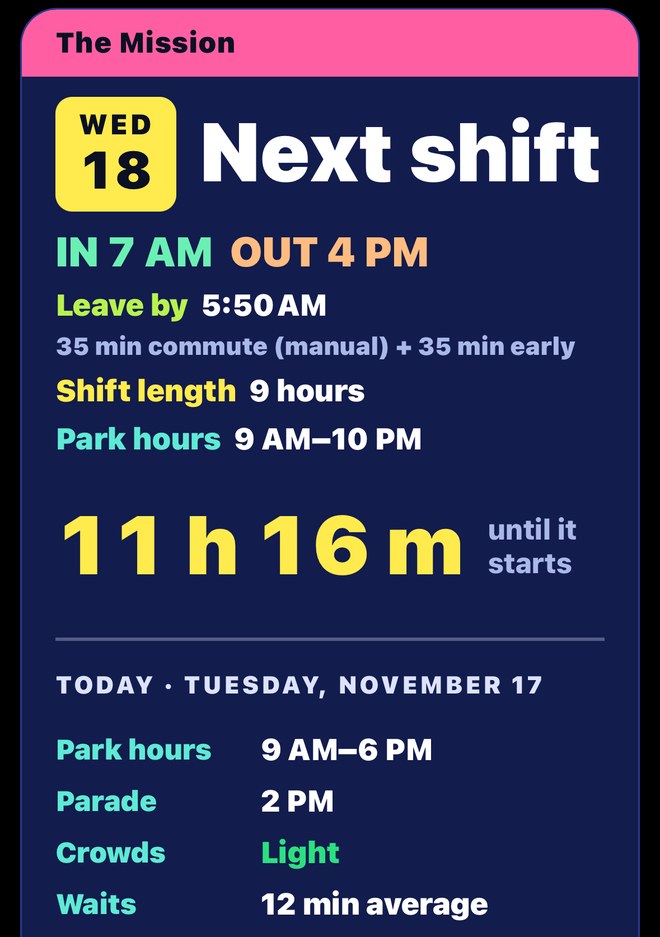 The Mission
WED
18
Next shift
IN 7 AM OUT 4 PM
Leave by 5:50 AM
35 min commute (manual) + 35 min early
Shift length 9 hours
Park hours 9 AM–10 PM
11 h 16 m until it starts
TODAY · TUESDAY, NOVEMBER 17
Park hours 9 AM–6 PM
Parade 2 PM
Crowds Light
Waits 12 min average